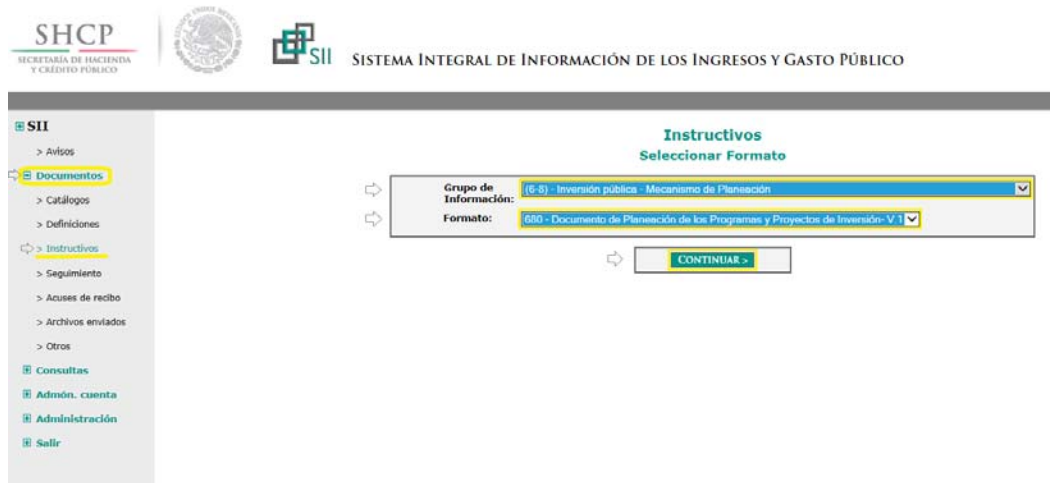 SHCP
SECRETARÍA DE HACIENDA
Y CRÉDITO PÚBLICO
ESTADOS UNIDOS MEXICANOS
SII
SISTEMA INTEGRAL DE INFORMACIÓN DE LOS INGRESOS Y GASTO PÚBLICO
SII
> Avisos
Documentos
> Catálogos
> Definiciones
> Instructivos
> Seguimiento
> Acuses de recibo
> Archivos enviados
> Otros
Consultas
Admón. cuenta
Administración
Salir
Instructivos
Seleccionar Formato
Grupo de
Información:
(6-8) - Inversión pública - Mecanismo de Planeación
Formato:
680 - Documento de Planeación de los Programas y Proyectos de Inversión- V 1
CONTINUAR >